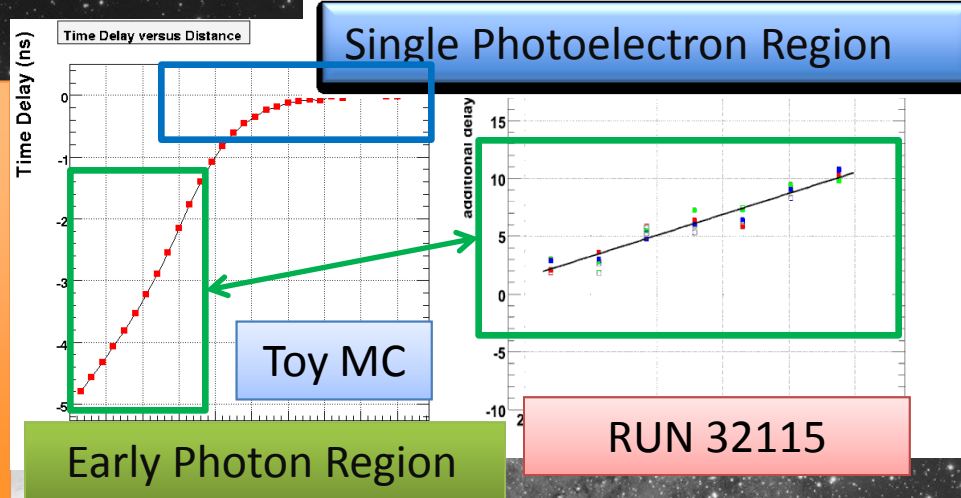 Single Photoelectron Region
Time Delay versus Distance
Time Delay (ns)
0
-1
-2
-3
-4
-5
additional delay
15
10
5
0
-5
-10
2
Toy MC
RUN 32115
Early Photon Region